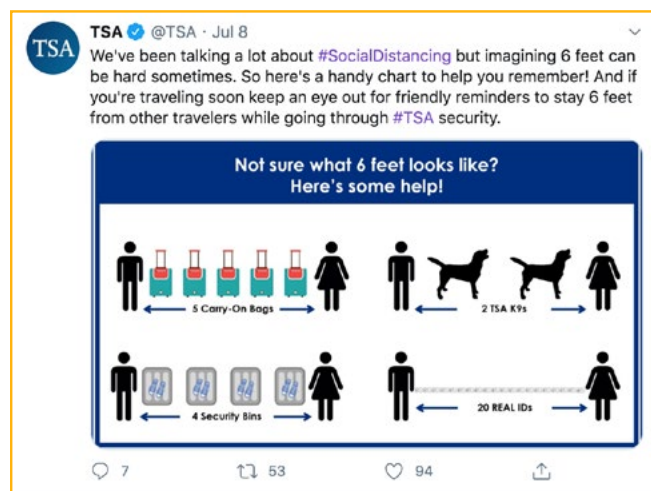 TSA @TSA · Jul 8
TSA
We've been talking a lot about #SocialDistancing but imagining 6 feet can
be hard sometimes. So here's a handy chart to help you remember! And if
you're traveling soon keep an eye out for friendly reminders to stay 6 feet
from other travelers while going through #TSA security.
Not sure what 6 feet looks like?
Here's some help!
5 Carry-On Bags
2 TSA K9s
4 Security Bins
20 REAL IDs
7 53 94